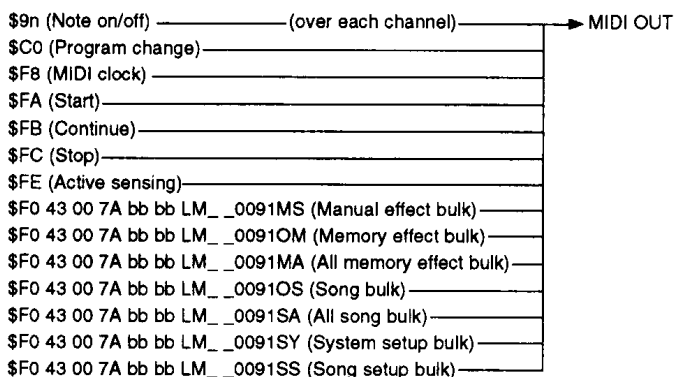 $9n (Note on/off) (over each channel) MIDI OUT
$C0 (Program change)
$F8 (MIDI clock)
$FA (Start)
$FB (Continue)
$FC (Stop)
$FE (Active sensing)
$F0 43 00 7A bb bb LM_ _0091MS (Manual effect bulk)
$F0 43 00 7A bb bb LM_ _0091OM (Memory effect bulk)
$F0 43 00 7A bb bb LM_ _0091MA (All memory effect bulk)
$F0 43 00 7A bb bb LM_ _0091OS (Song bulk)
$F0 43 00 7A bb bb LM_ _0091SA (All song bulk)
$F0 43 00 7A bb bb LM_ _0091SY (System setup bulk)
$F0 43 00 7A bb bb LM_ _0091SS (Song setup bulk)